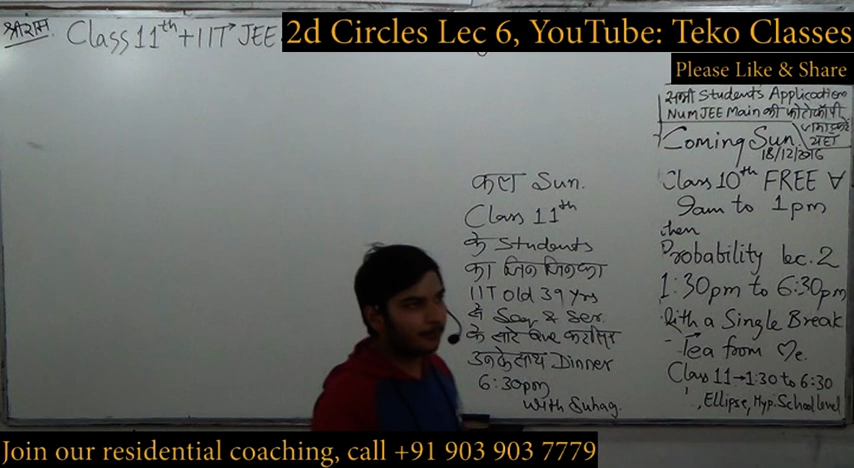 श्रीराम Class 11th + IIT JEE
2d Circles Lec 6, YouTube: Teko Classes
Please Like & Share
सभी Students Application
Num JEE Main की फोटोकॉपी
Coming Sun
18/12/2016
Class 10th FREE ∀
9am to 1pm
then
Probability Lec. 2
1:30pm to 6:30pm
With a Single Break
- Tea from Me.
Class 11→1:30 to 6:30
Ellipse, Hyp. School level
कल Sun.
Class 11th
के Students
का जिन जिनका
IIT old 39 yrs
से Seq & Ser.
के सारे Que
उनके साथ Dinner
6:30pm
with Suhag.
Join our residential coaching, call +91 903 903 7779